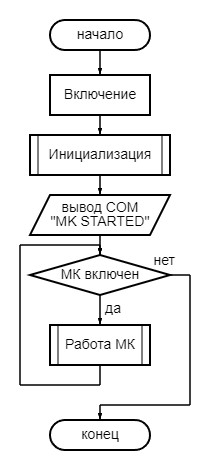 начало
Включение
Инициализация
вывод COM
"MK STARTED"
МК включен
нет
да
Работа МК
конец